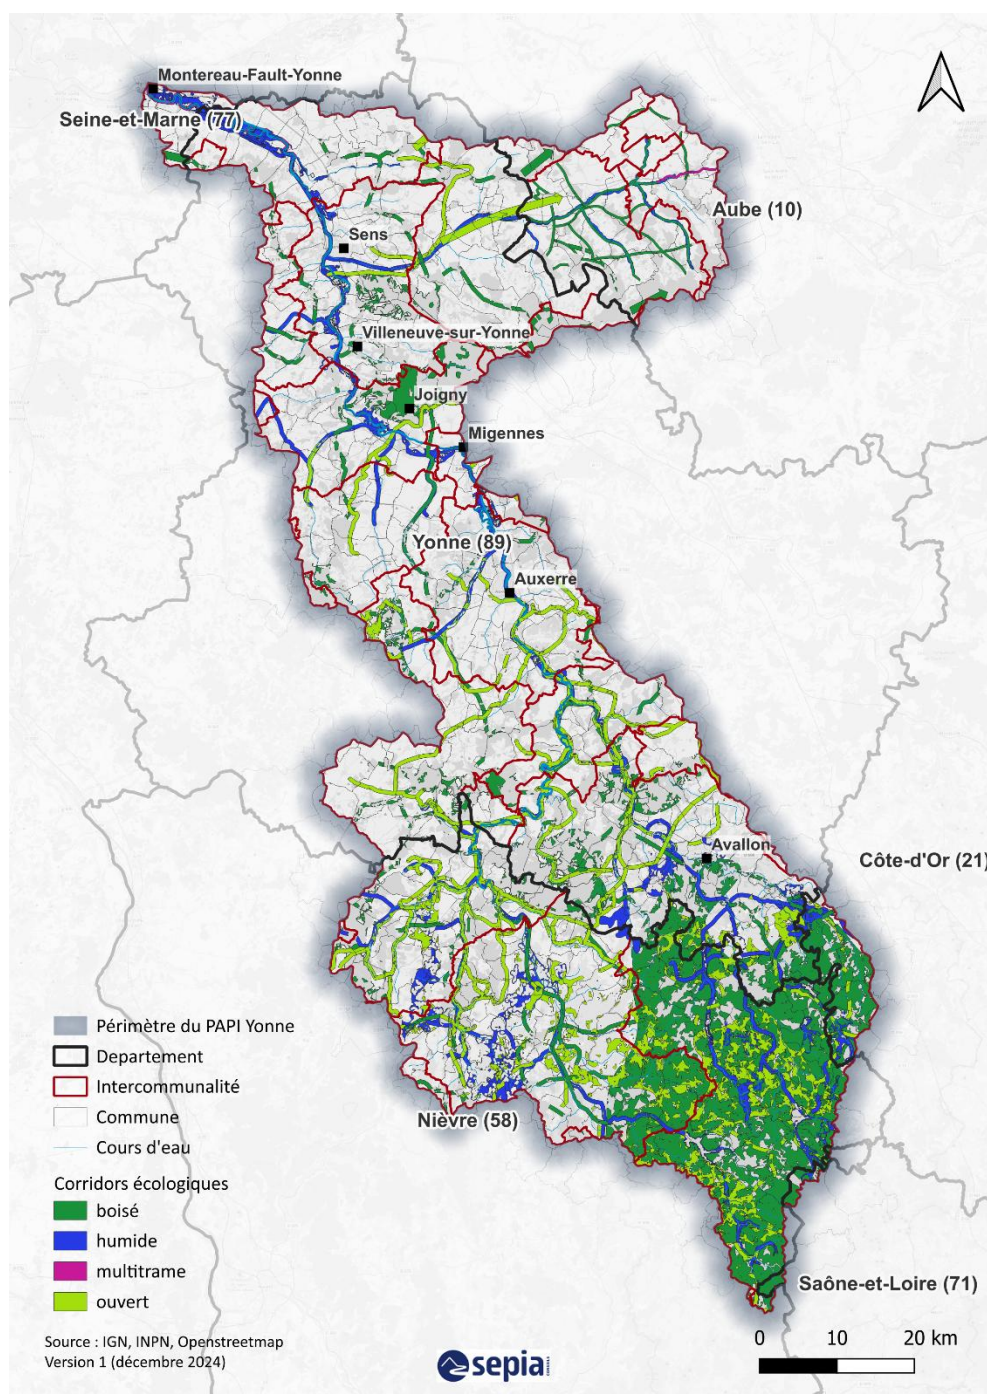 Montereau-Fault-Yonne
Seine-et-Marne (77)
Aube (10)
Sens
Villeneuve-sur-Yonne
Joigny
Migennes
Yonne (89)
Auxerre
Avallon
Côte-d'Or (21)
Nièvre (58)
Saône-et-Loire (71)
Périmètre du PAPI Yonne
Departement
Intercommunalité
Commune
Cours d'eau
Corridors écologiques
boisé
humide
multitrame
ouvert
Source : IGN, INPN, Openstreetmap
Version 1 (décembre 2024)
sepia
0 10 20 km